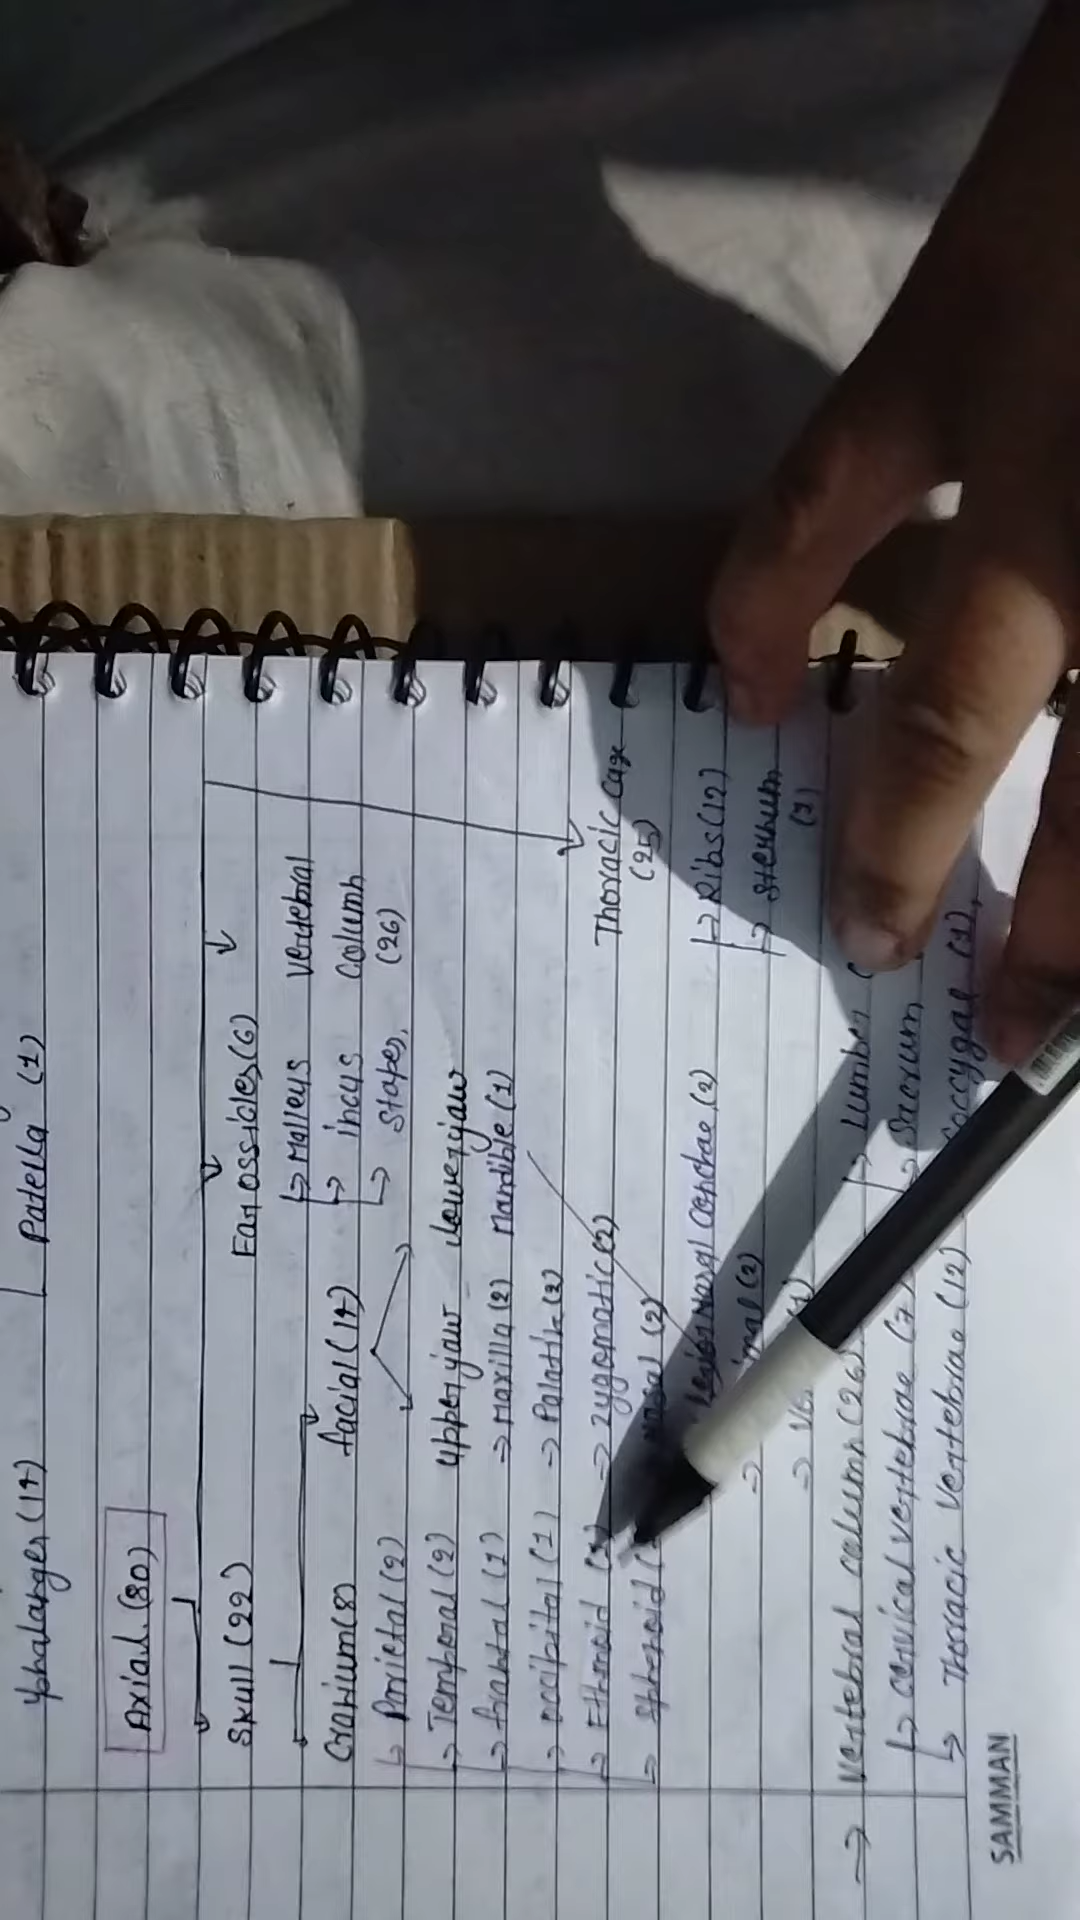 phalanges (14) Patella (1)
Axial (80)
Skull (22) Ear ossicles (6) vertebral
Cranium (8) facial (14) Malleus column
incus (26)
Stapes,
Parietal (2)
Temporal (2) upper jaw lower jaw
frontal (1) Maxilla (2) Mandible (1)
occipital (1) Palatine (2)
Ethmoid zygomatic (2)
Sphenoid Nasal (2)
Nasal conchae (2)
Thoracic Cage
(25)
Ribs (12)
Sternum
(1)
vertebral column (26)
cervical vertebrae (7)
Thoracic vertebrae (12)
Lumber
Sacrum
Coccygal (1),
SAMMAN